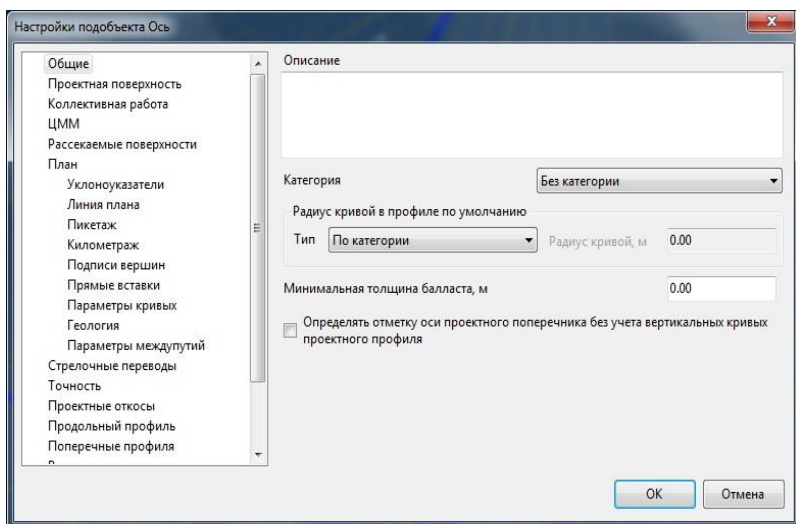 Настройки подобъекта Ось
Общие
Проектная поверхность
Коллективная работа
ЦММ
Рассекаемые поверхности
План
Уклоноуказатели
Линия плана
Пикетаж
Километраж
Подписи вершин
Прямые вставки
Параметры кривых
Геология
Параметры междупутий
Стрелочные переводы
Точность
Проектные откосы
Продольный профиль
Поперечные профиля
Описание
Категория Без категории
Радиус кривой в профиле по умолчанию
Тип По категории Радиус кривой, м 0.00
Минимальная толщина балласта, м 0.00
Определять отметку оси проектного поперечника без учета вертикальных кривых
проектного профиля
OK Отмена